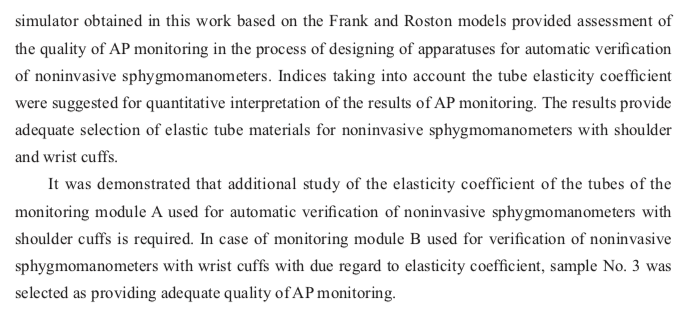 simulator obtained in this work based on the Frank and Roston models provided assessment of
the quality of AP monitoring in the process of designing of apparatuses for automatic verification
of noninvasive sphygmomanometers. Indices taking into account the tube elasticity coefficient
were suggested for quantitative interpretation of the results of AP monitoring. The results provide
adequate selection of elastic tube materials for noninvasive sphygmomanometers with shoulder
and wrist cuffs.
It was demonstrated that additional study of the elasticity coefficient of the tubes of the
monitoring module A used for automatic verification of noninvasive sphygmomanometers with
shoulder cuffs is required. In case of monitoring module B used for verification of noninvasive
sphygmomanometers with wrist cuffs with due regard to elasticity coefficient, sample No. 3 was
selected as providing adequate quality of AP monitoring.